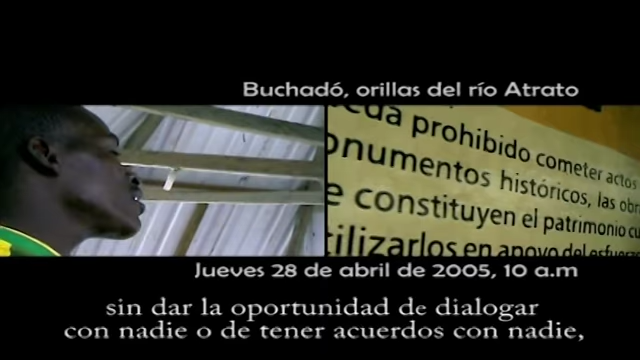 Buchadó, orillas del río Atrato
ueda prohibido cometer actos
onumentos históricos, las obr
e constituyen el patrimonio cu
tilizarlos en apoyo del esfuerz
Jueves 28 de abril de 2005, 10 a.m
sin dar la oportunidad de dialogar
con nadie o de tener acuerdos con nadie,